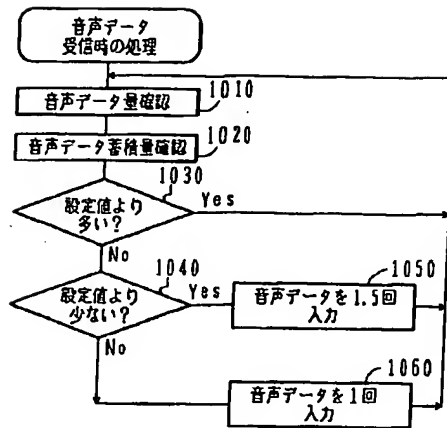 音声データ
受信時の処理
1010
音声データ量確認
1020
音声データ蓄積量確認
1030
設定値より
多い?
Yes
No
1040
設定値より
少ない?
Yes
No
1050
音声データを1.5回
入力
1060
音声データを1回
入力